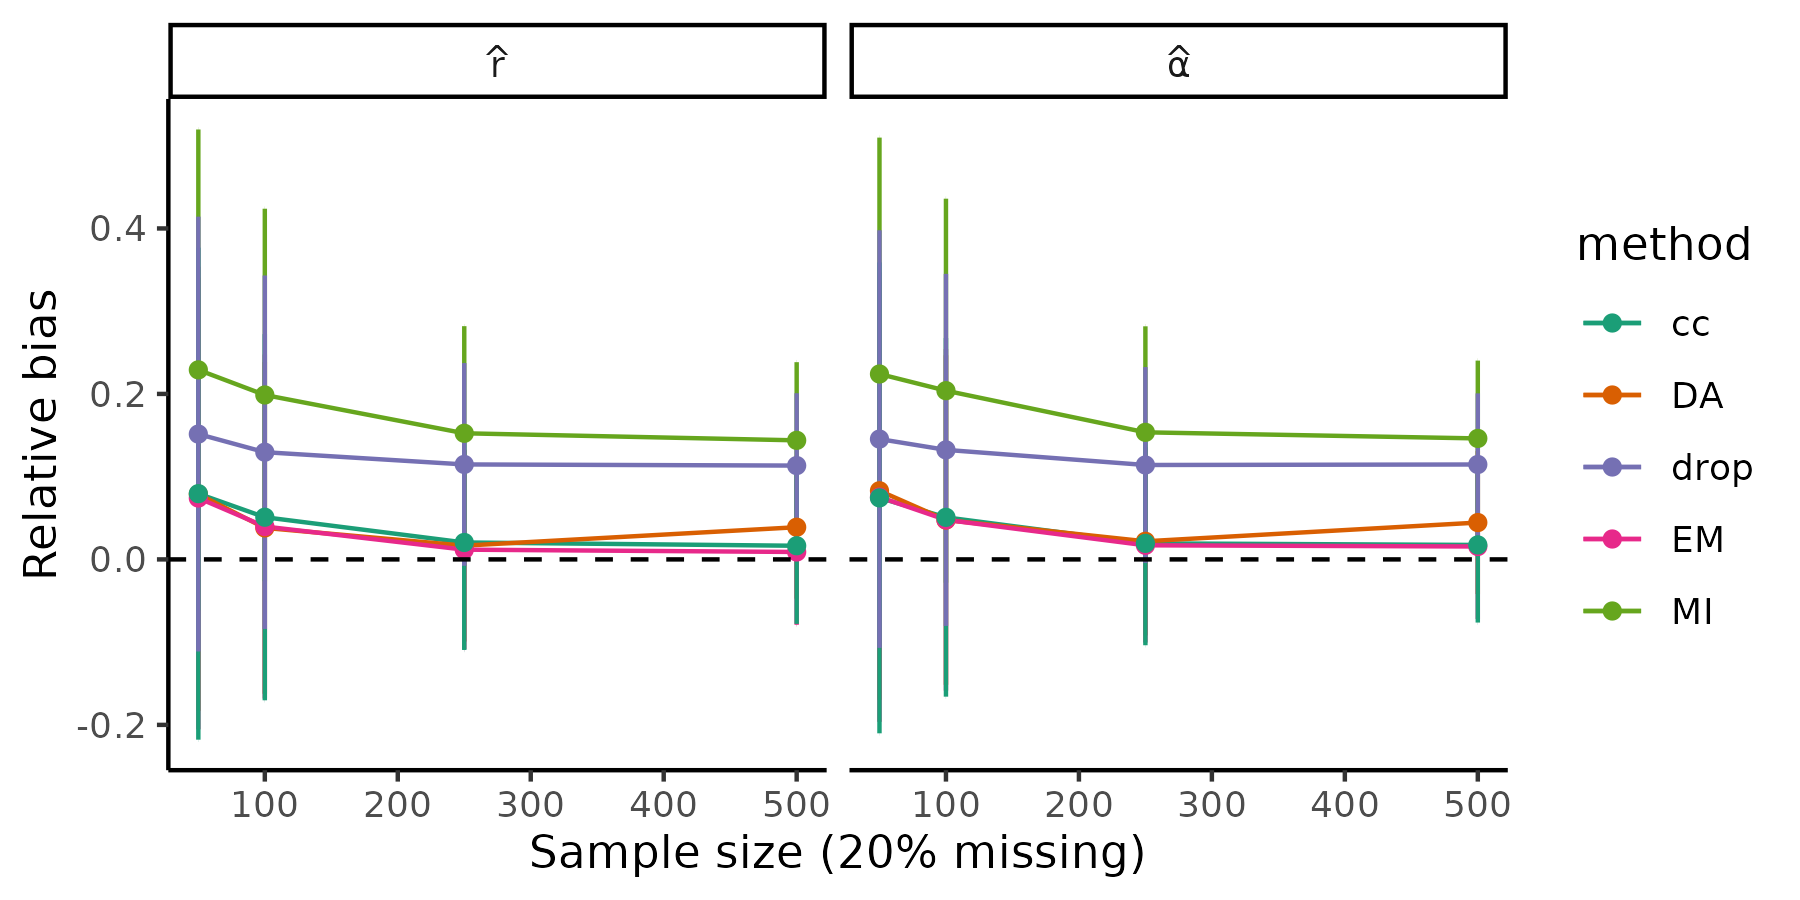 r̂ α̂
Relative bias
0.4
0.2
0.0
-0.2
100 200 300 400 500 100 200 300 400 500
Sample size (20% missing)
method
cc
DA
drop
EM
MI